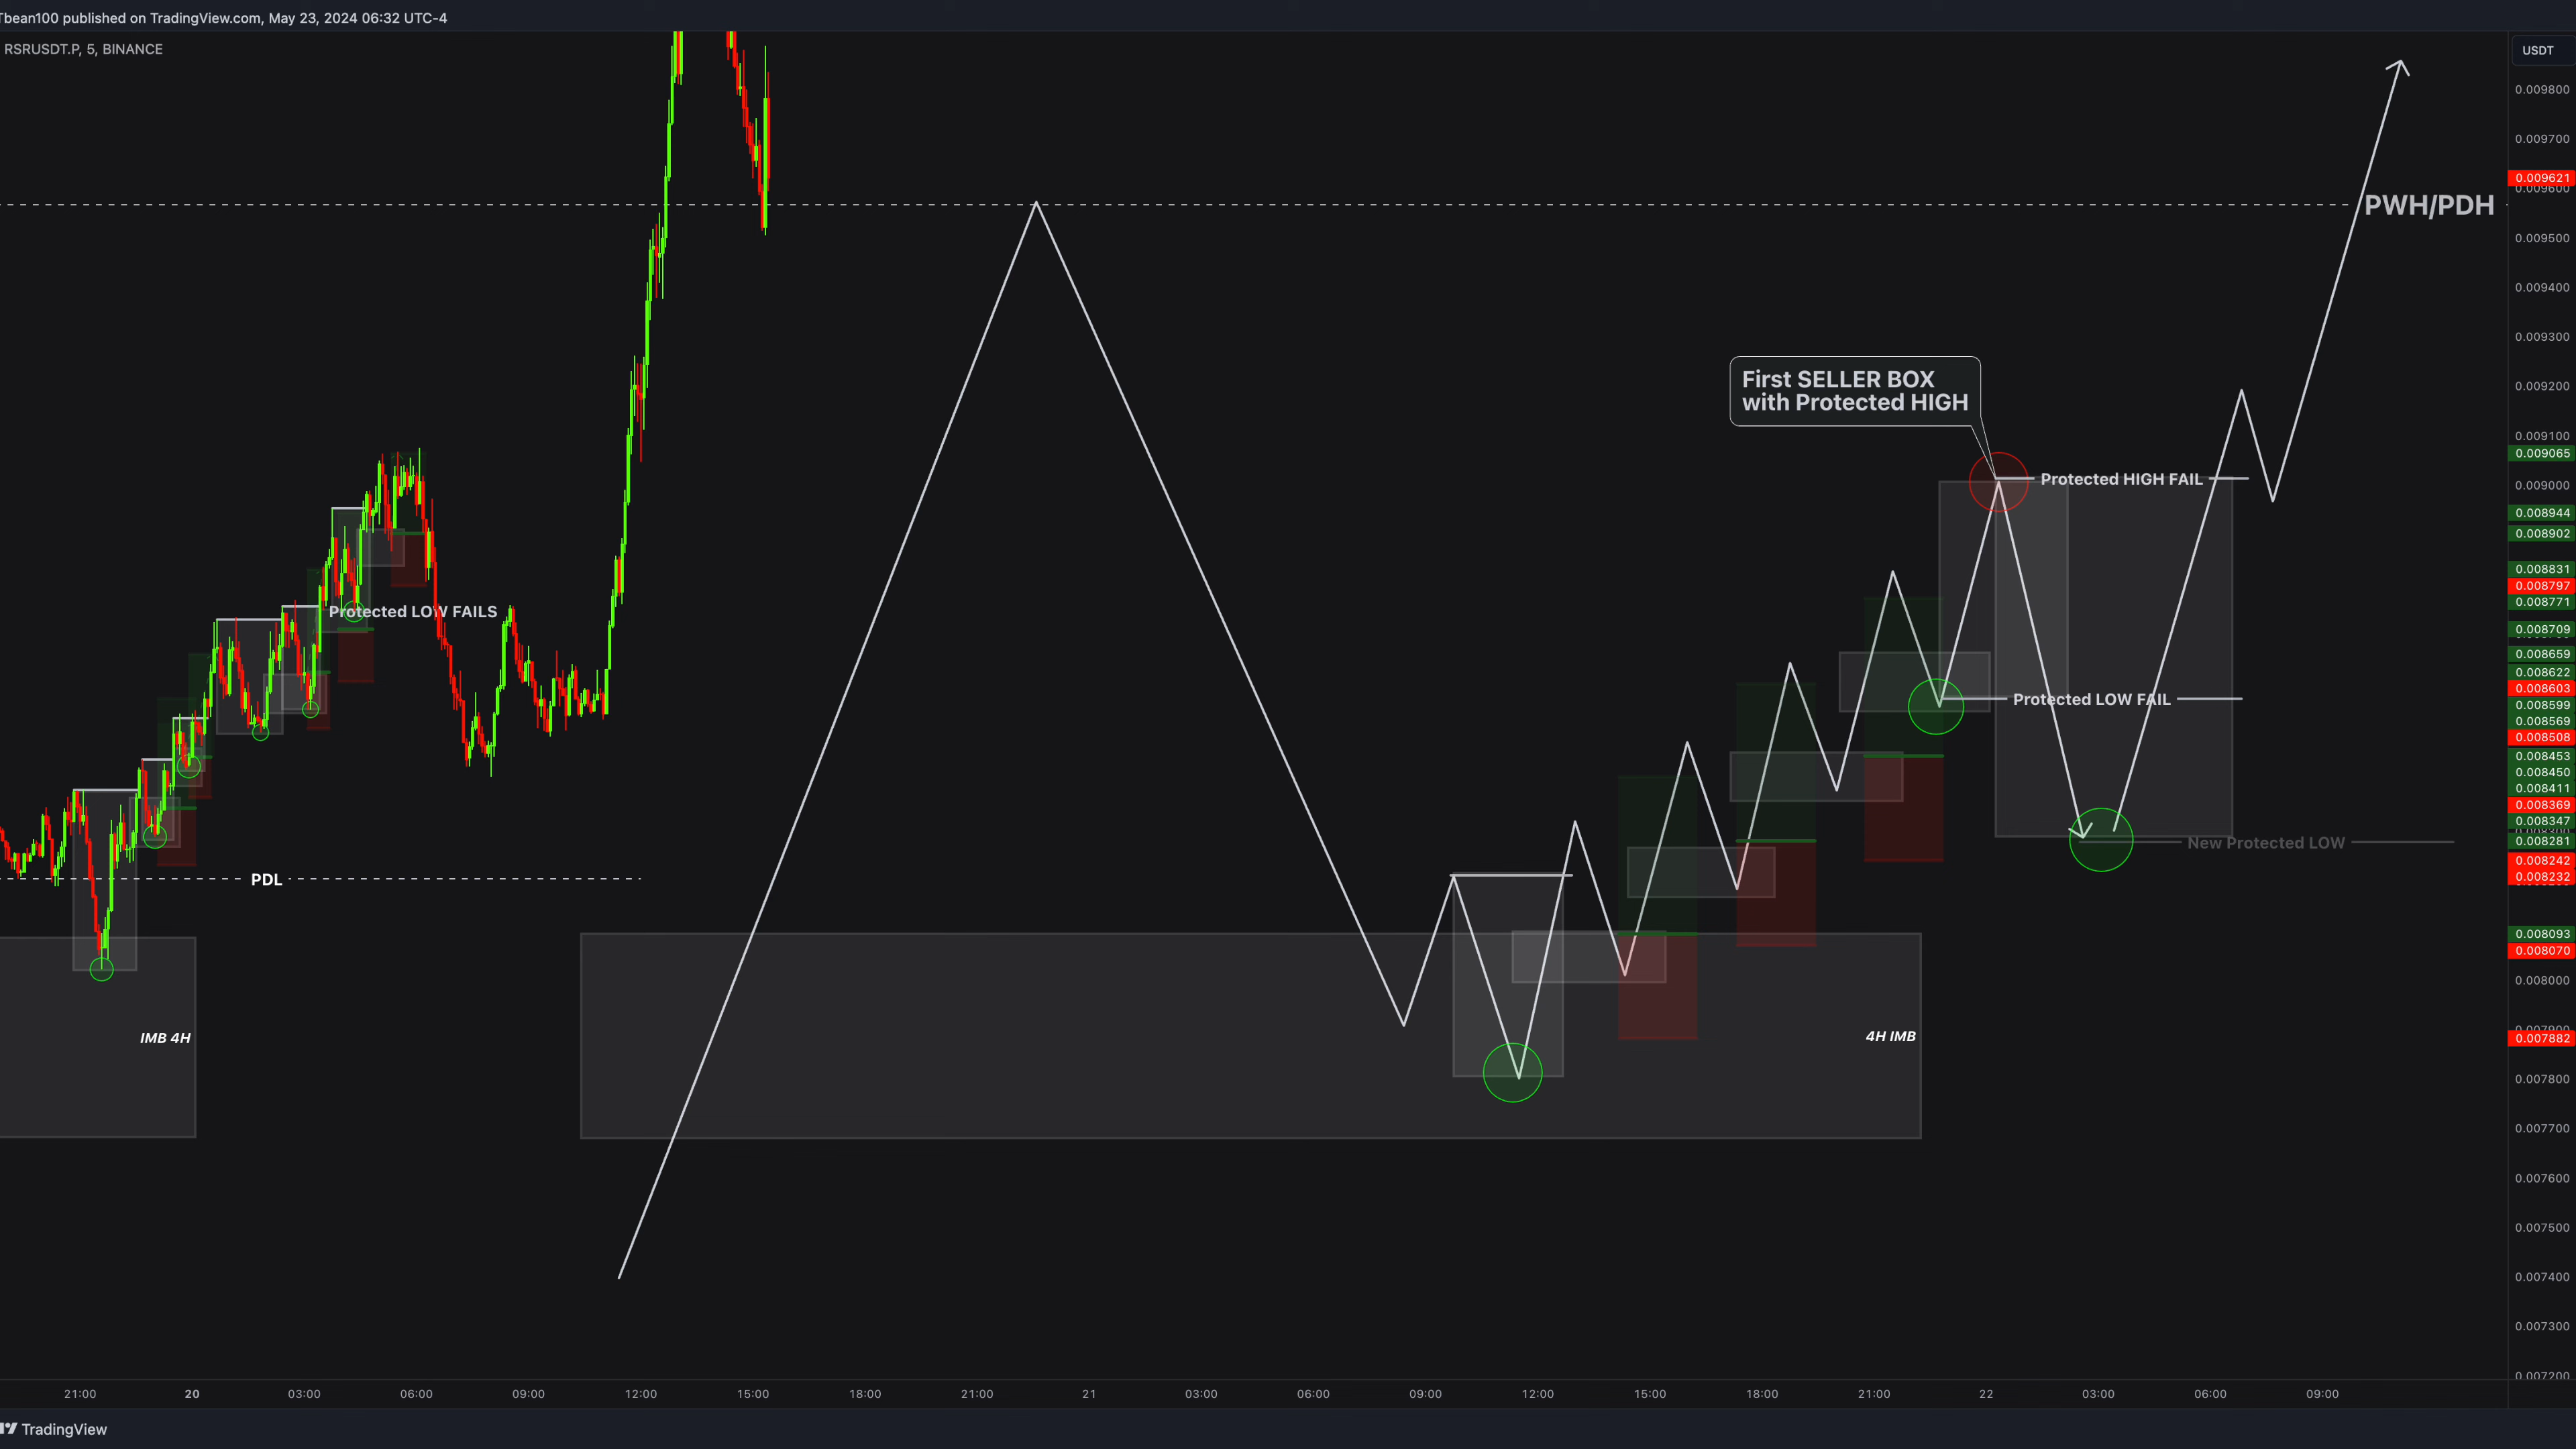 Tbean100 published on TradingView.com, May 23, 2024 06:32 UTC-4
RSRUSDT.P, 5, BINANCE
USDT
0.009800
0.009700
0.009621
0.009600
PWH/PDH
0.009500
0.009400
0.009300
First SELLER BOX
with Protected HIGH
0.009200
0.009100
0.009065
Protected HIGH FAIL
0.009000
0.008944
0.008902
0.008831
0.008797
0.008771
Protected LOW FAILS
0.008709
0.008659
0.008622
0.008603
Protected LOW FAIL
0.008599
0.008569
0.008508
0.008453
0.008450
0.008411
0.008369
0.008347
0.008281
New Protected LOW
0.008242
0.008232
PDL
0.008093
0.008070
0.008000
IMB 4H
4H IMB
0.007900
0.007882
0.007800
0.007700
0.007600
0.007500
0.007400
0.007300
0.007200
21:00 20 03:00 06:00 09:00 12:00 15:00 18:00 21:00 21 03:00 06:00 09:00 12:00 15:00 18:00 21:00 22 03:00 06:00 09:00
TradingView